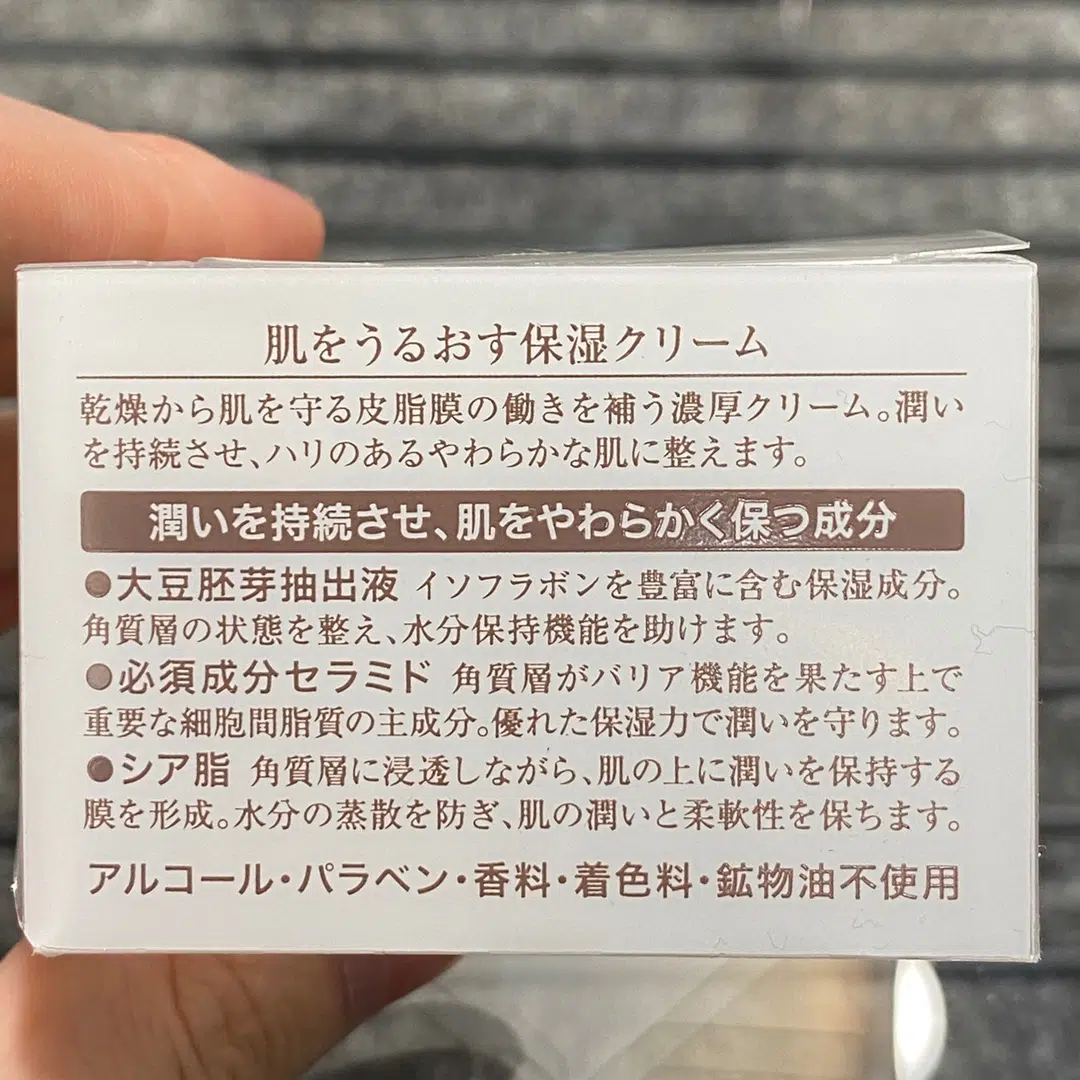 肌をうるおす保湿クリーム
乾燥から肌を守る皮脂膜の働きを補う濃厚クリーム。潤い
を持続させ、ハリのあるやわらかな肌に整えます。
潤いを持続させ、肌をやわらかく保つ成分
●大豆胚芽抽出液 イソフラボンを豊富に含む保湿成分。
角質層の状態を整え、水分保持機能を助けます。
●必須成分セラミド 角質層がバリア機能を果たす上で
重要な細胞間脂質の主成分。優れた保湿力で潤いを守ります。
●シア脂 角質層に浸透しながら、肌の上に潤いを保持する
膜を形成。水分の蒸散を防ぎ、肌の潤いと柔軟性を保ちます。
アルコール・パラベン・香料・着色料・鉱物油不使用